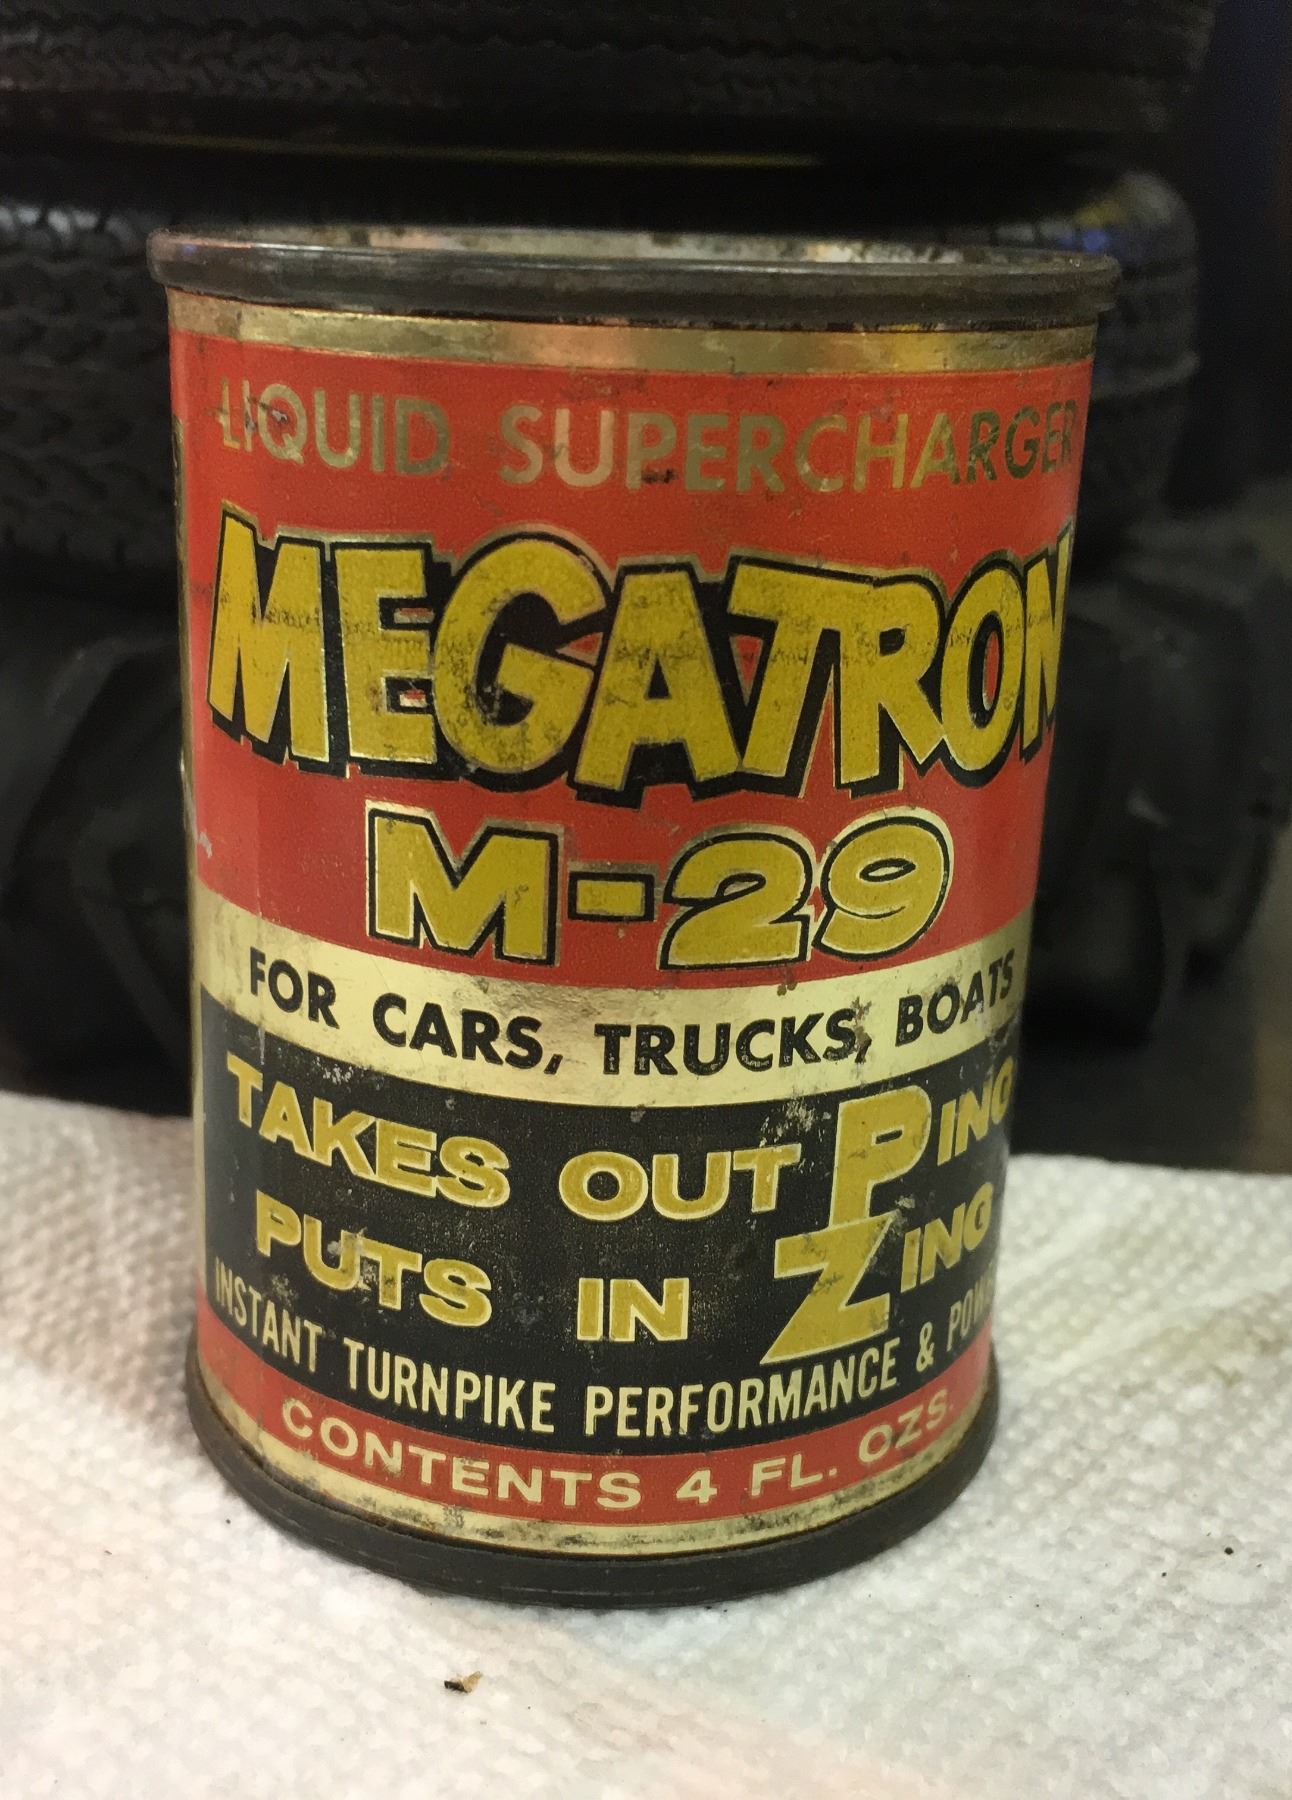 LIQUID SUPERCHARGER
MEGATRON
M-29
FOR CARS, TRUCKS, BOATS
TAKES OUT PING
PUTS IN ZING
INSTANT TURNPIKE PERFORMANCE & POWER
CONTENTS 4 FL. OZS.